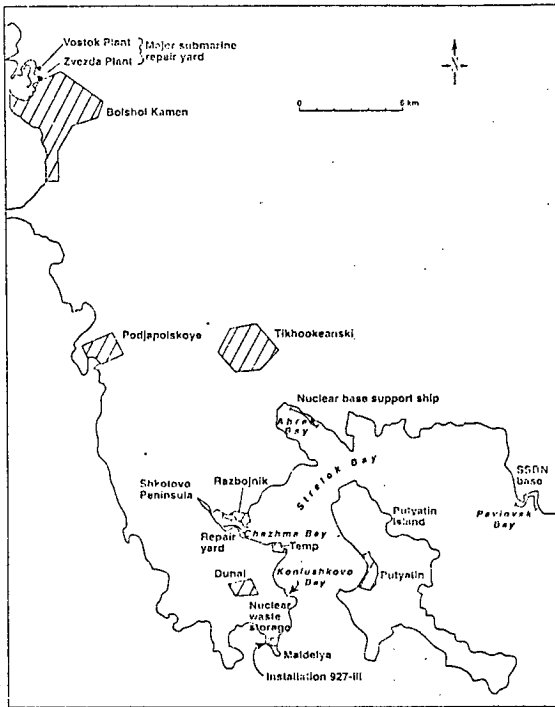 Vostok Plant
Zvezda Plant
Major submarine
repair yard
N
Bolshoi Kamen
0 6 km
Podjapolskoye
Tikhookeanski
Nuclear base support ship
Abrek
Bay
Strelok Bay
SSBN
base
Pavlovsk
Bay
Shkotovo
Peninsula
Razbojnik
Putyatin
Island
Repair
yard
Chazhma Bay
Temp
Konlushkovo
Bay
Putyatin
Dunai
Nuclear
waste
storage
Maidelya
Installation 927-III